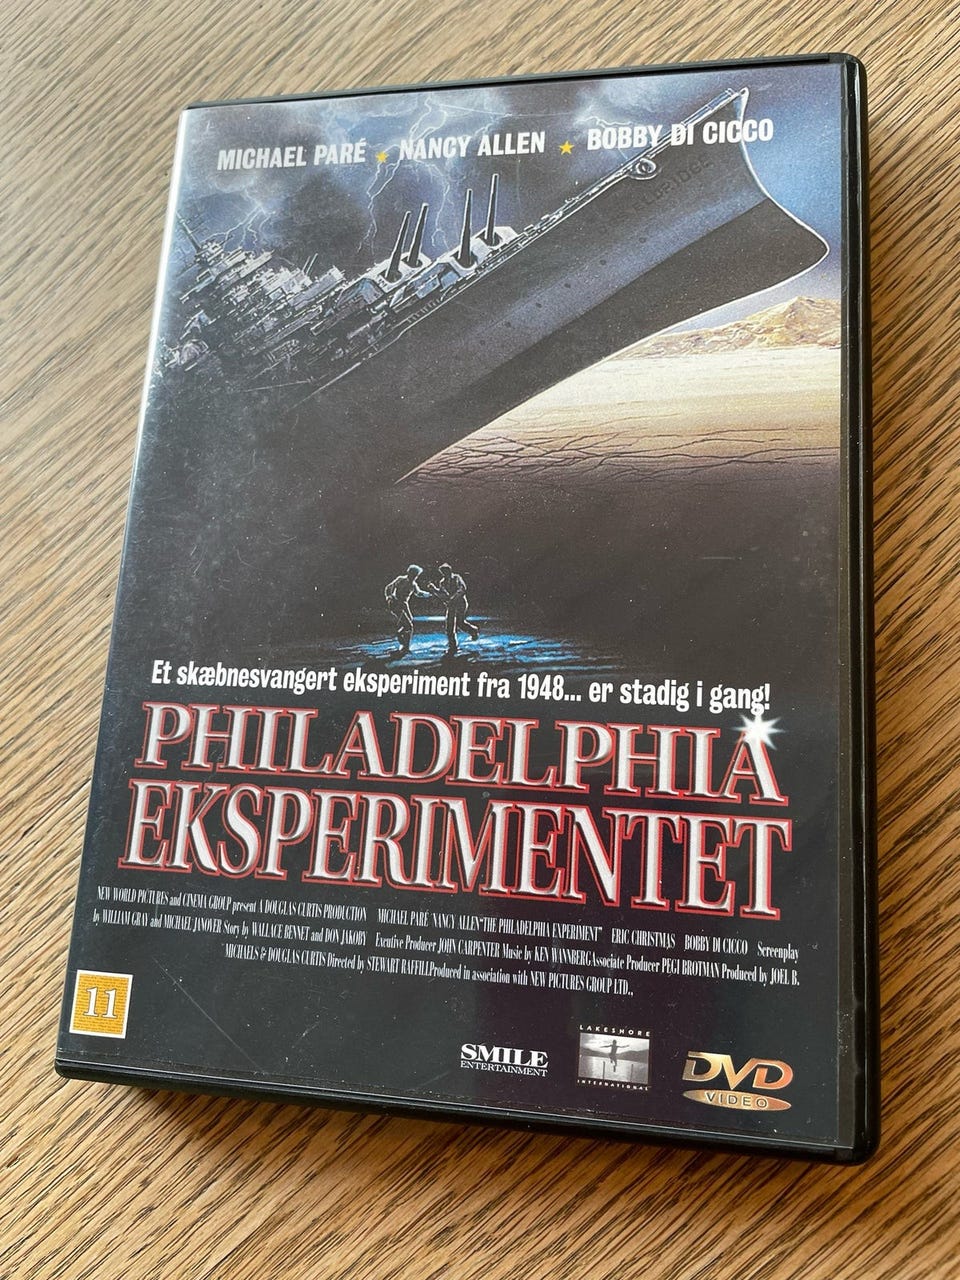 MICHAEL PARÉ ★ NANCY ALLEN ★ BOBBY DI CICCO
ELDRIDGE
Et skæbnesvangert eksperiment fra 1948... er stadig i gang!
PHILADELPHIA
EKSPERIMENTET
NEW WORLD PICTURES and CINEMA GROUP present A DOUGLAS CURTIS PRODUCTION MICHAEL PARÉ NANCY ALLEN "THE PHILADELPHIA EXPERIMENT" ERIC CHRISTMAS BOBBY DI CICCO Screenplay
by WILLIAM GRAY and MICHAEL JANOVER Story by WALLACE BENNET and DON JAKOBY Excutive Producer JOHN CARPENTER Music by KEN WANNBERG Associate Producer PEGI BROTMAN Produced by JOEL B.
MICHAELS & DOUGLAS CURTIS Directed by STEWART RAFFILL Produced in association with NEW PICTURES GROUP LTD.,
11
SMILE
ENTERTAINMENT
LAKESHORE
INTERNATIONAL
DVD
VIDEO